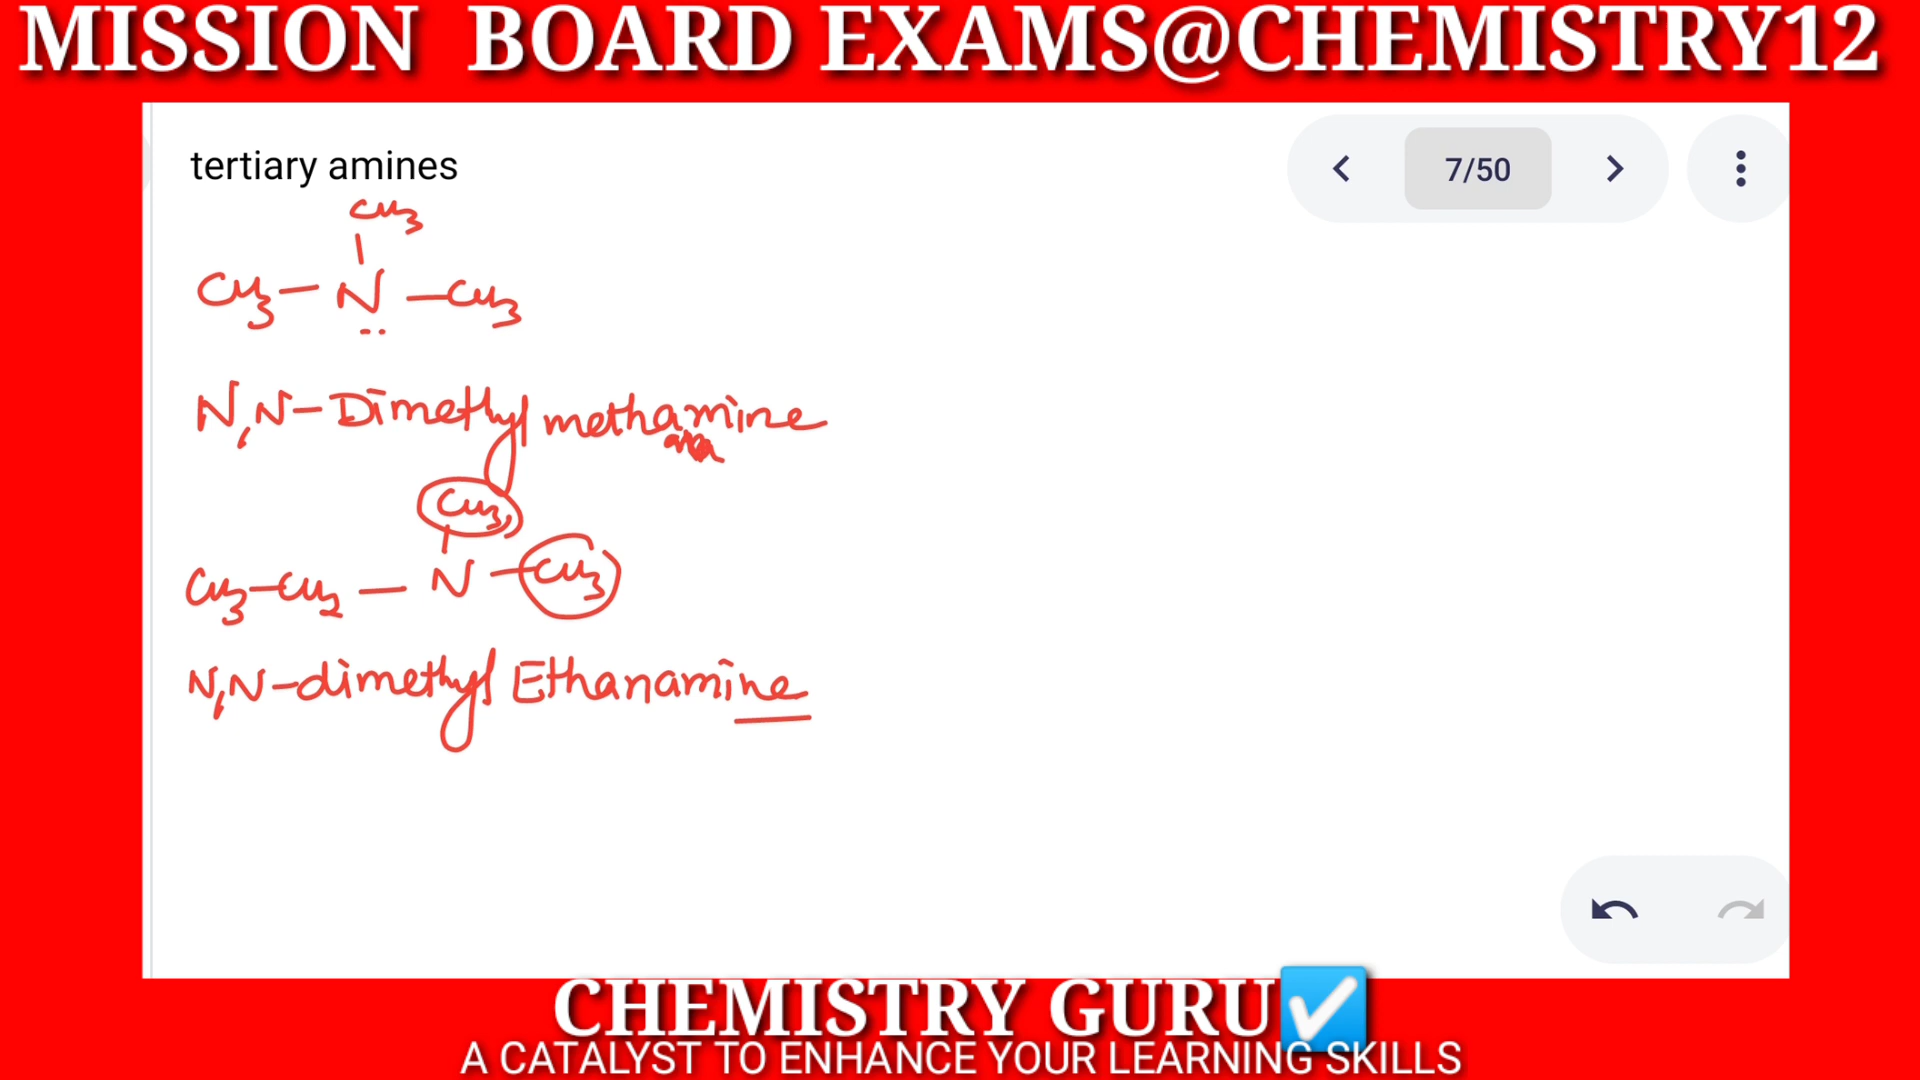 MISSION BOARD EXAMS@CHEMISTRY12
tertiary amines
7/50
CH3
CH3—N—CH3
N,N-Dimethyl methamine
CH3
CH3-CH2—N—CH3
N,N-dimethyl Ethanamine
CHEMISTRY GURU✅
A CATALYST TO ENHANCE YOUR LEARNING SKILLS